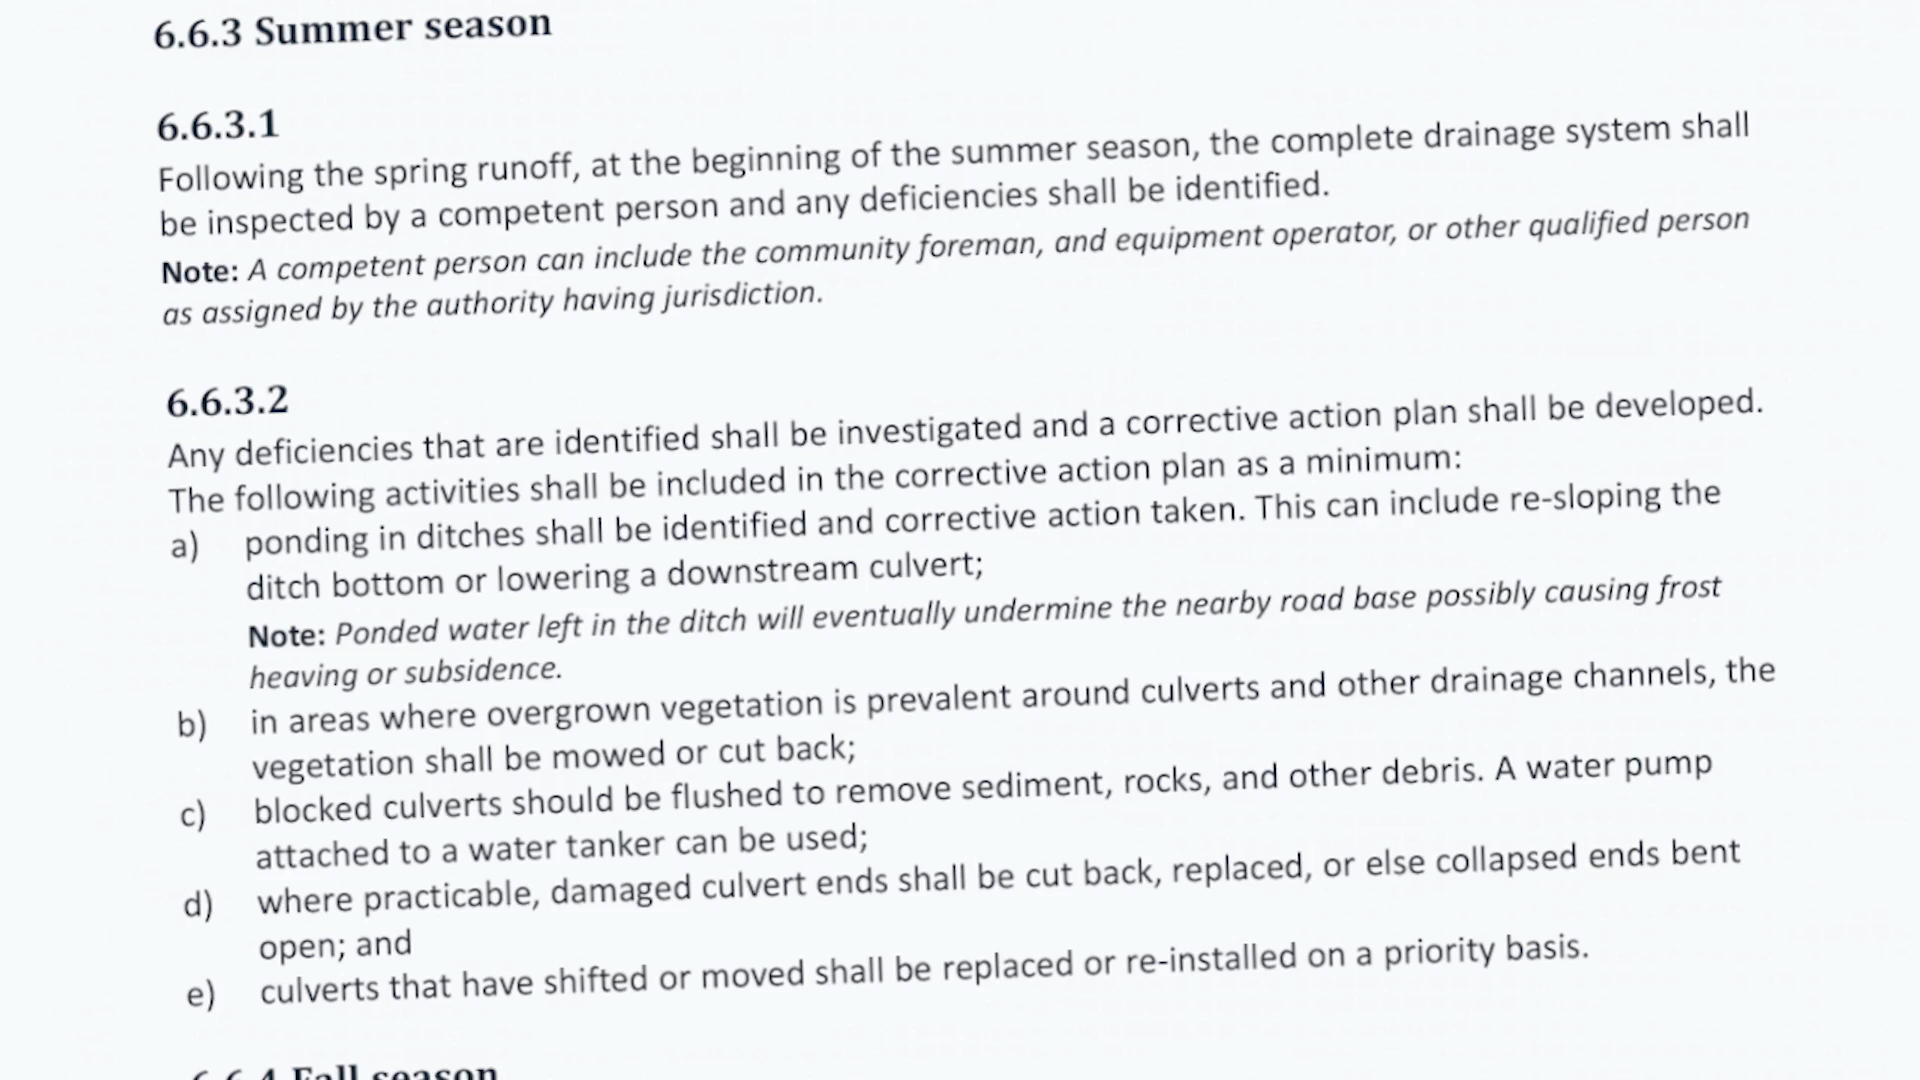 6.6.3 Summer season
6.6.3.1
Following the spring runoff, at the beginning of the summer season, the complete drainage system shall
be inspected by a competent person and any deficiencies shall be identified.
Note: A competent person can include the community foreman, and equipment operator, or other qualified person
as assigned by the authority having jurisdiction.
6.6.3.2
Any deficiencies that are identified shall be investigated and a corrective action plan shall be developed.
The following activities shall be included in the corrective action plan as a minimum:
a) ponding in ditches shall be identified and corrective action taken. This can include re-sloping the
ditch bottom or lowering a downstream culvert;
Note: Ponded water left in the ditch will eventually undermine the nearby road base possibly causing frost
heaving or subsidence.
b) in areas where overgrown vegetation is prevalent around culverts and other drainage channels, the
vegetation shall be mowed or cut back;
c) blocked culverts should be flushed to remove sediment, rocks, and other debris. A water pump
attached to a water tanker can be used;
d) where practicable, damaged culvert ends shall be cut back, replaced, or else collapsed ends bent
open; and
e) culverts that have shifted or moved shall be replaced or re-installed on a priority basis.
6.6.4 Fall season